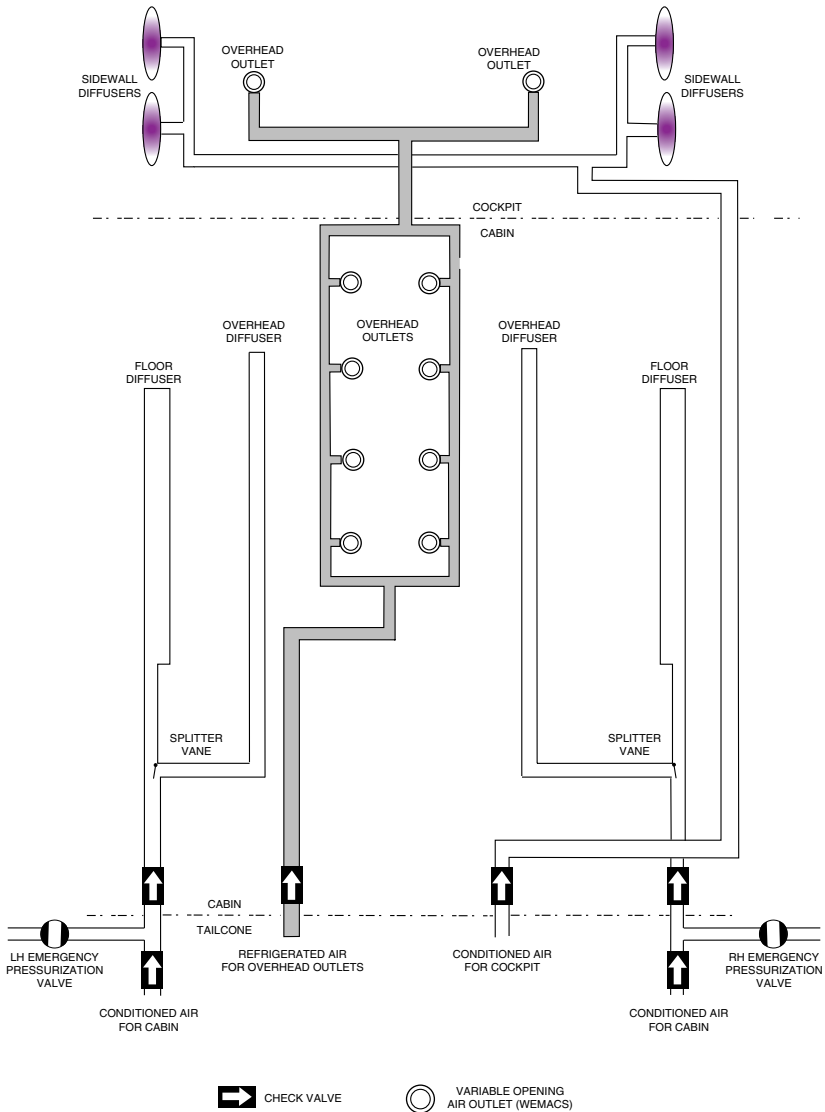 OVERHEAD
OUTLET
OVERHEAD
OUTLET
SIDEWALL
DIFFUSERS
SIDEWALL
DIFFUSERS
COCKPIT
CABIN
OVERHEAD
DIFFUSER
OVERHEAD
OUTLETS
OVERHEAD
DIFFUSER
FLOOR
DIFFUSER
FLOOR
DIFFUSER
SPLITTER
VANE
SPLITTER
VANE
CABIN
TAILCONE
LH EMERGENCY
PRESSURIZATION
VALVE
REFRIGERATED AIR
FOR OVERHEAD OUTLETS
CONDITIONED AIR
FOR COCKPIT
RH EMERGENCY
PRESSURIZATION
VALVE
CONDITIONED AIR
FOR CABIN
CONDITIONED AIR
FOR CABIN
CHECK VALVE
VARIABLE OPENING
AIR OUTLET (WEMACS)